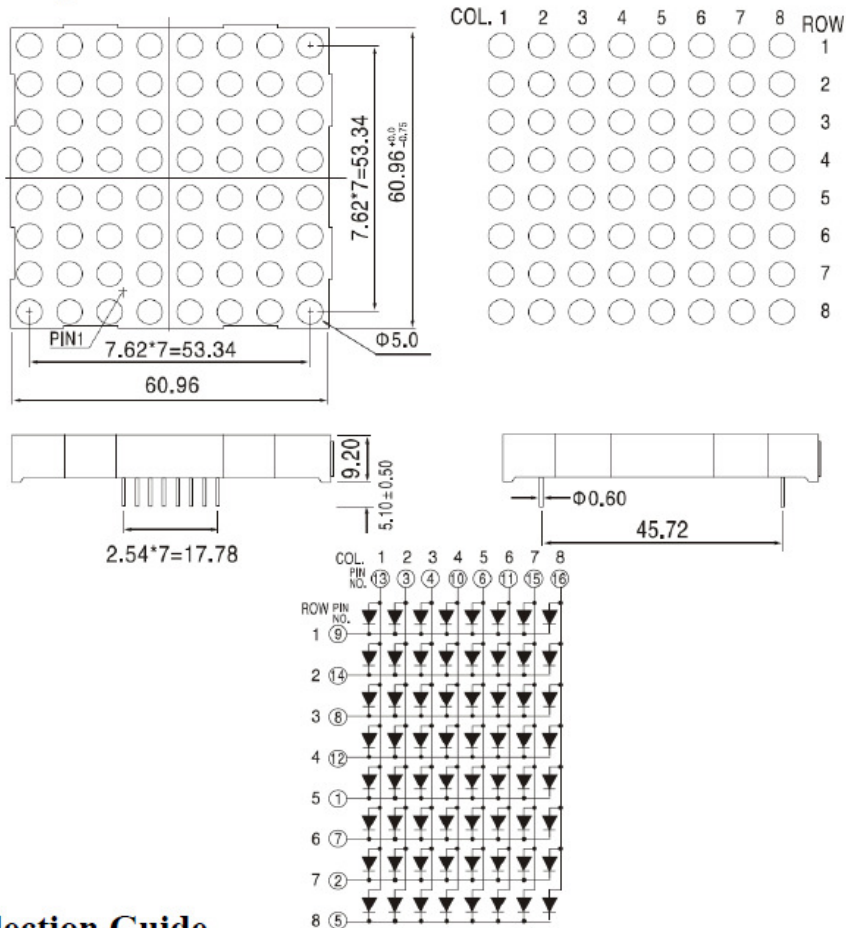 COL. 1 2 3 4 5 6 7 8 ROW
1
2
3
4
5
6
7
8
7.62*7=53.34
60.96 +0.0 -0.75
PIN1
7.62*7=53.34
Φ5.0
60.96
9.20
5.10±0.50
2.54*7=17.78
Φ0.60
45.72
COL. 1 2 3 4 5 6 7 8
PIN NO. 13 3 4 10 6 11 15 16
ROW PIN NO.
1 9
2 14
3 8
4 12
5 1
6 7
7 2
8 5
Guide